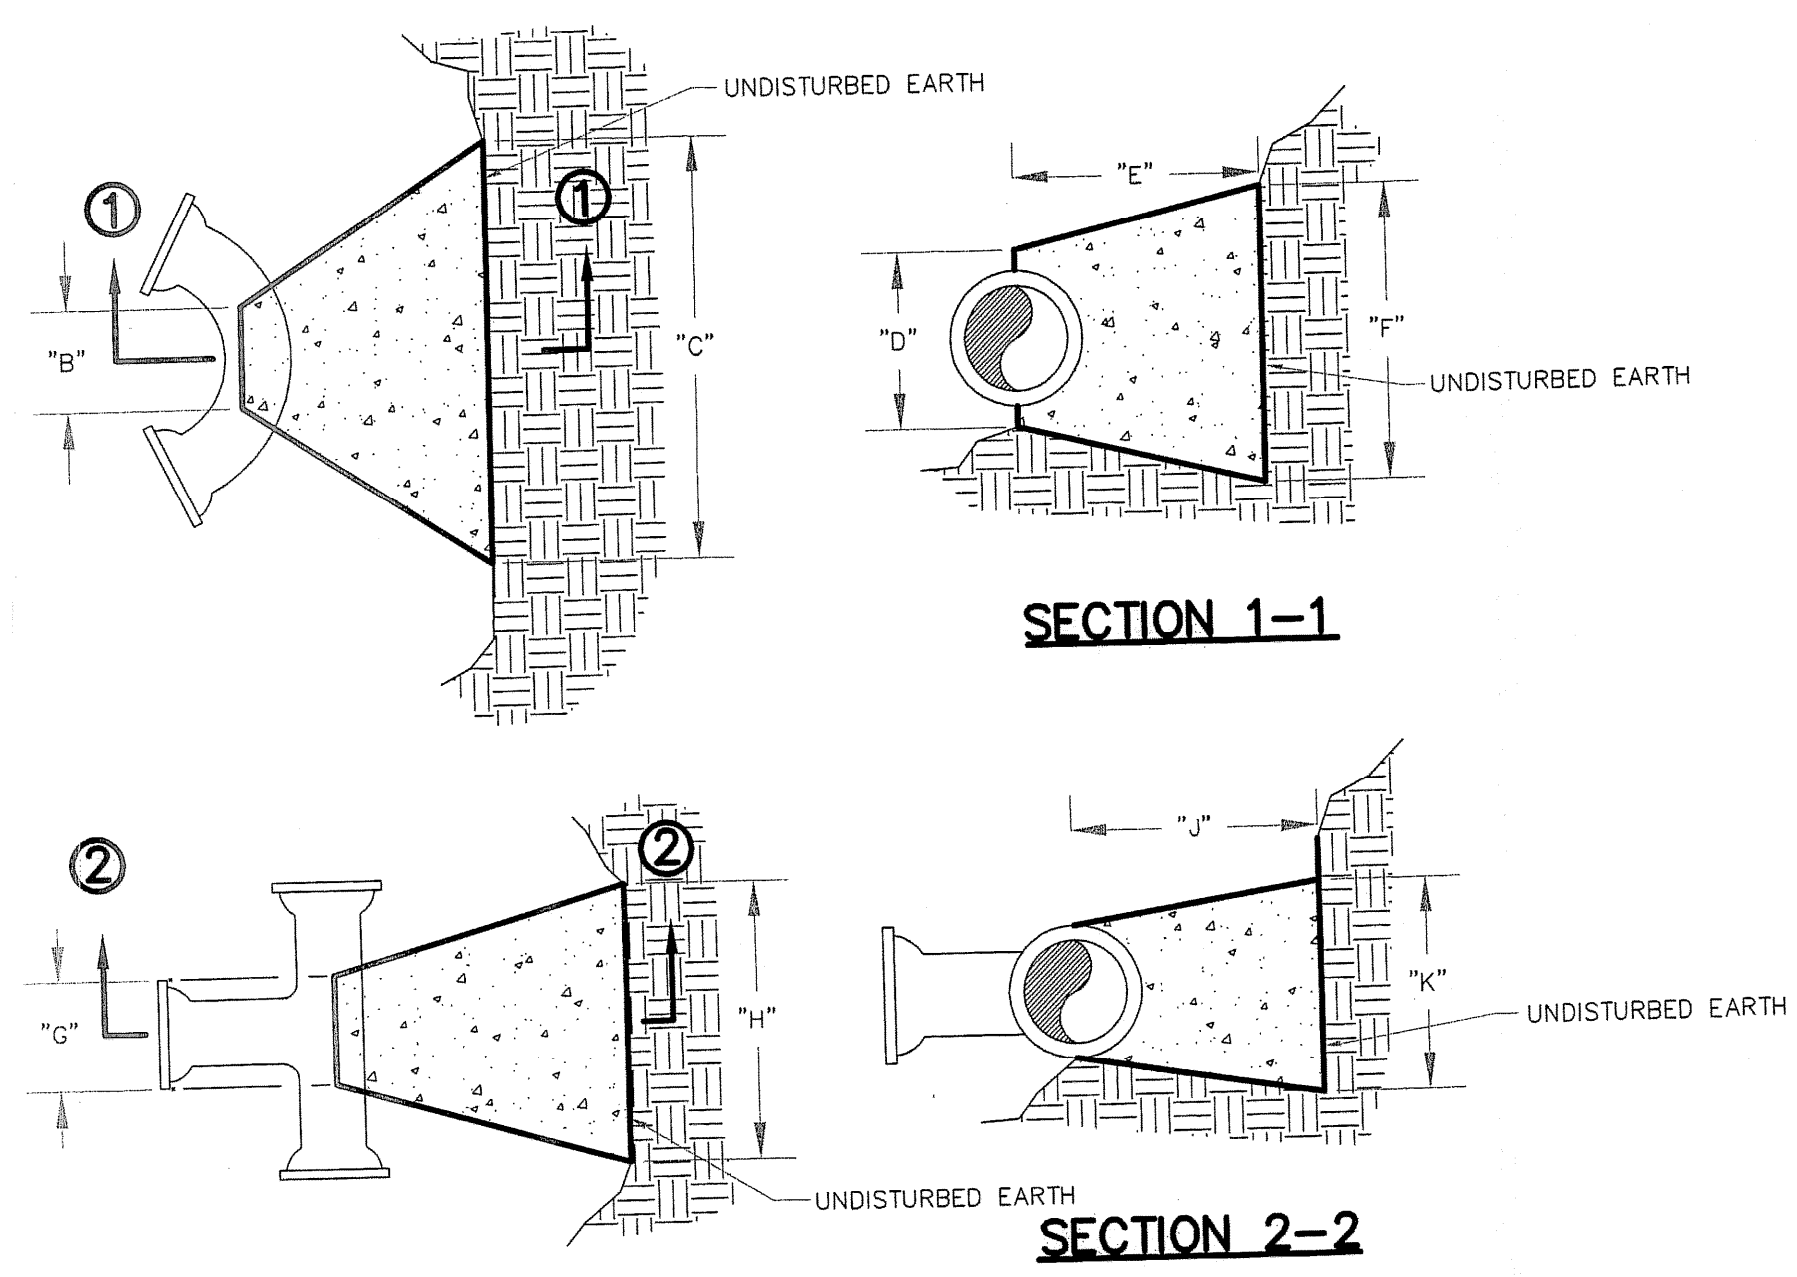 UNDISTURBED EARTH
1
1
"B"
"C"
"E"
"D"
"F"
UNDISTURBED EARTH
SECTION 1-1
2
2
"G"
"H"
"J"
"K"
UNDISTURBED EARTH
UNDISTURBED EARTH
SECTION 2-2